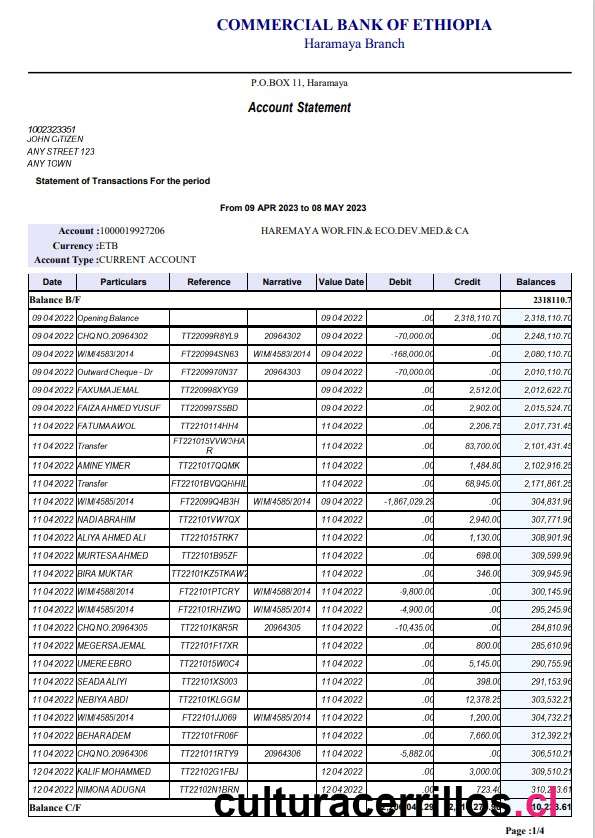 COMMERCIAL BANK OF ETHIOPIA
Haramaya Branch
P.O.BOX 11, Haramaya
Account Statement
1002323351
JOHN CITIZEN
ANY STREET 123
ANY TOWN
Statement of Transactions For the period
From 09 APR 2023 to 08 MAY 2023
Account :1000019927206 HAREMAYA WOR.FIN.& ECO.DEV.MED.& CA
Currency :ETB
Account Type :CURRENT ACCOUNT
Date Particulars Reference Narrative Value Date Debit Credit Balances
Balance B/F 2318110.7
09 04 2022 Opening Balance 09 04 2022 .00 2,318,110.70 2,318,110.70
09 04 2022 CHQ NO.20964302 TT22099R8YL9 20964302 09 04 2022 -70,000.00 .00 2,248,110.70
09 04 2022 WIM/4583/2014 FT220994SN63 WIM/4583/2014 09 04 2022 -168,000.00 .00 2,080,110.70
09 04 2022 Outward Cheque - Dr FT2209970N37 20964303 09 04 2022 -70,000.00 .00 2,010,110.70
09 04 2022 FAXUMA JEMAL TT220998XYG9 09 04 2022 .00 2,512.00 2,012,622.70
09 04 2022 FAIZA AHMED YUSUF TT220997S5BD 09 04 2022 .00 2,902.00 2,015,524.70
11 04 2022 FATUMA AWOL TT2210114HH4 11 04 2022 .00 2,206.75 2,017,731.45
11 04 2022 Transfer 11 04 2022 .00 83,700.00 2,101,431.45
R
11 04 2022 AMINE YIMER TT221017QQMK 11 04 2022 .00 1,484.80 2,102,916.25
11 04 2022 Transfer 11 04 2022 .00 68,945.00 2,171,861.25
11 04 2022 WIM/4585/2014 FT22099Q4B3H WIM/4585/2014 09 04 2022 -1,867,029.29 .00 304,831.96
11 04 2022 NADI ABRAHIM TT22101VW7QX 11 04 2022 .00 2,940.00 307,771.96
11 04 2022 ALIYA AHMED ALI TT221015TRK7 11 04 2022 .00 1,130.00 308,901.96
11 04 2022 MURTESA AHMED TT22101B95ZF 11 04 2022 .00 698.00 309,599.96
11 04 2022 BIRA MUKTAR 11 04 2022 .00 346.00 309,945.96
11 04 2022 WIM/4588/2014 FT22101PTCRY WIM/4588/2014 11 04 2022 -9,800.00 .00 300,145.96
11 04 2022 WIM/4585/2014 FT22101RHZWQ WIM/4585/2014 11 04 2022 -4,900.00 .00 295,245.96
11 04 2022 CHQ NO.20964305 TT22101K8R5R 20964305 11 04 2022 -10,435.00 .00 284,810.96
11 04 2022 MEGERSA JEMAL TT22101F17XR 11 04 2022 .00 800.00 285,610.96
11 04 2022 UMERE EBRO TT221015W0C4 11 04 2022 .00 5,145.00 290,755.96
11 04 2022 SEADA ALIYI TT22101XS003 11 04 2022 .00 398.00 291,153.96
11 04 2022 NEBIYA ABDI TT22101KLGGM 11 04 2022 .00 12,378.25 303,532.21
11 04 2022 WIM/4585/2014 FT22101JJ069 WIM/4585/2014 11 04 2022 .00 1,200.00 304,732.21
11 04 2022 BEHAR ADEM TT22101FR06F 11 04 2022 .00 7,660.00 312,392.21
11 04 2022 CHQ NO.20964306 TT221011RTY9 20964306 11 04 2022 -5,882.00 .00 306,510.21
12 04 2022 KALIF MOHAMMED TT22102G1FBJ 12 04 2022 .00 3,000.00 309,510.21
12 04 2022 NIMONA ADUGNA TT22102N1BRN 12 04 2022 .00 723.40
Balance C/F
culturacerrillos.cl
Page :1/4